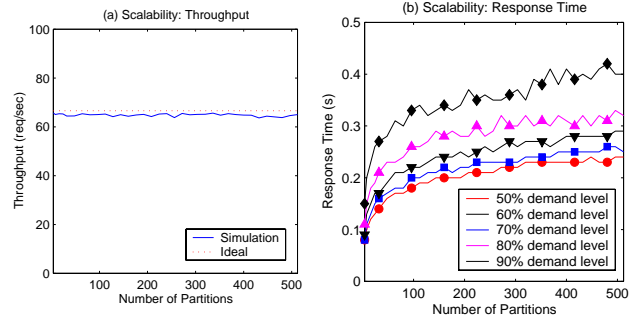 (a) Scalability: Throughput
100
80
60
40
20
0
Throughput (req/sec)
Simulation
Ideal
100 200 300 400 500
Number of Partitions
(b) Scalability: Response Time
0.5
0.4
0.3
0.2
0.1
0
Response Time (s)
50% demand level
60% demand level
70% demand level
80% demand level
90% demand level
100 200 300 400 500
Number of Partitions